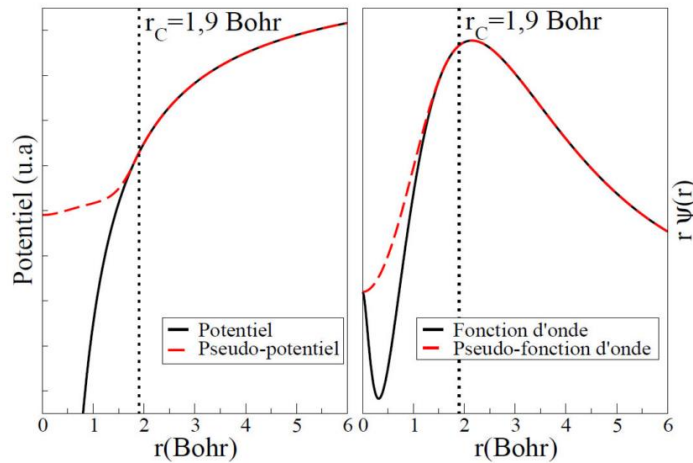 r_C=1,9 Bohr
Potentiel (u.a)
Potentiel
Pseudo-potentiel
0 1 2 3 4 5 6
r(Bohr)
r_C=1,9 Bohr
r Ψ(r)
Fonction d'onde
Pseudo-fonction d'onde
0 1 2 3 4 5 6
r(Bohr)